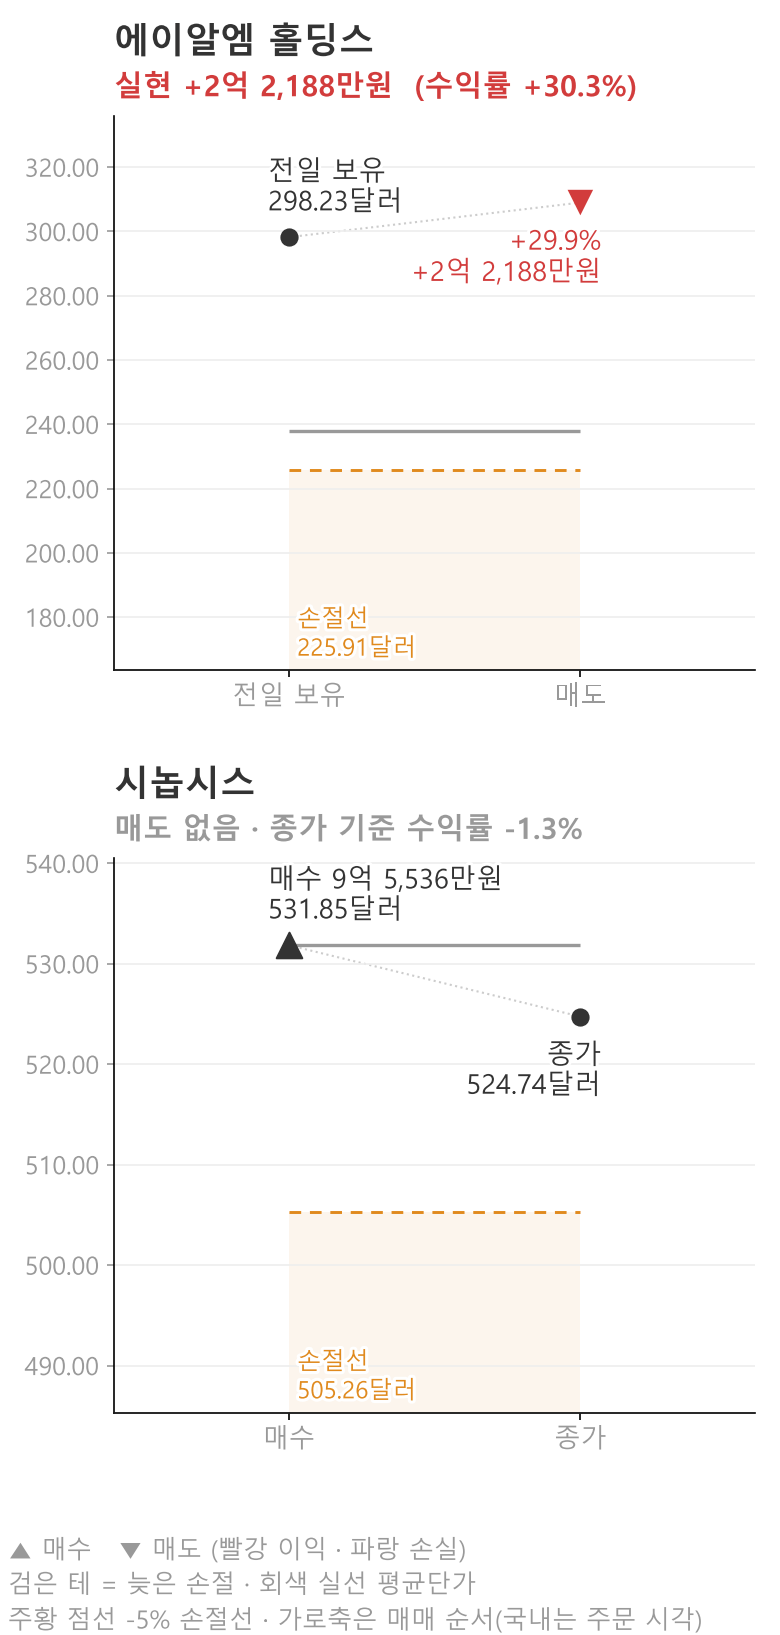 에이알엠 홀딩스
실현 +2억 2,188만원 (수익률 +30.3%)
320.00
300.00
280.00
260.00
240.00
220.00
200.00
180.00
전일 보유
298.23달러
+29.9%
+2억 2,188만원
손절선
225.91달러
전일 보유
매도
시놉시스
매도 없음 · 종가 기준 수익률 -1.3%
540.00
530.00
520.00
510.00
500.00
490.00
매수 9억 5,536만원
531.85달러
종가
524.74달러
손절선
505.26달러
매수
종가
▲ 매수 ▼ 매도 (빨강 이익 · 파랑 손실)
검은 테 = 늦은 손절 · 회색 실선 평균단가
주황 점선 -5% 손절선 · 가로축은 매매 순서(국내는 주문 시각)